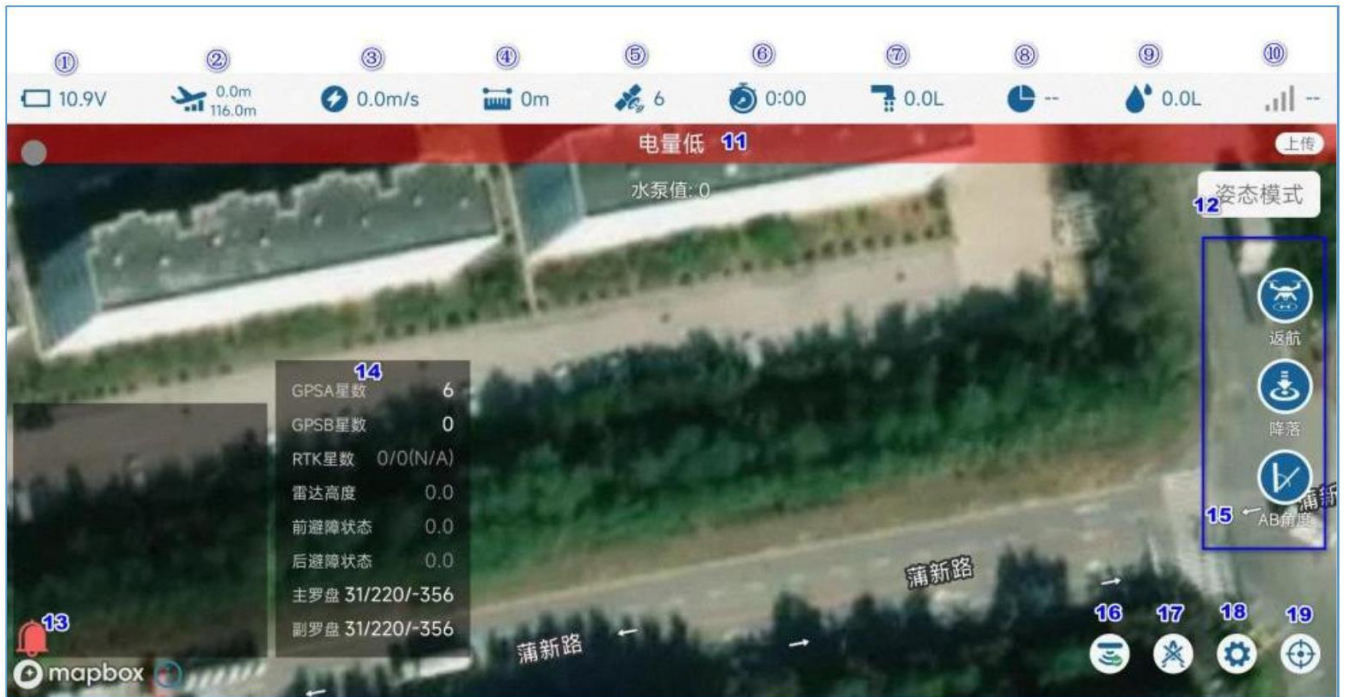 ① ② ③ ④ ⑤ ⑥ ⑦ ⑧ ⑨ ⑩
10.9V 0.0m 0.0m/s 0m 6 0:00 0.0L -- 0.0L --
116.0m
电量低 11 上传
水泵值: 0
12 姿态模式
返航
降落
15 AB角度
蒲新
14
GPSA星数 6
GPSB星数 0
RTK星数 0/0(N/A)
雷达高度 0.0
前避障状态 0.0
后避障状态 0.0
主罗盘 31/220/-356
副罗盘 31/220/-356
蒲新路
蒲新路
13
16 17 18 19
mapbox